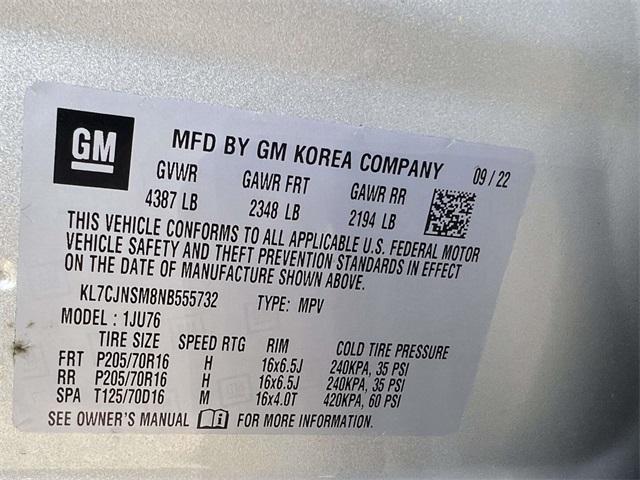 GM MFD BY GM KOREA COMPANY 09/22
GVWR GAWR FRT GAWR RR
4387 LB 2348 LB 2194 LB
THIS VEHICLE CONFORMS TO ALL APPLICABLE U.S. FEDERAL MOTOR
VEHICLE SAFETY AND THEFT PREVENTION STANDARDS IN EFFECT
ON THE DATE OF MANUFACTURE SHOWN ABOVE.
KL7CJNSM8NB555732 TYPE: MPV
MODEL : 1JU76
TIRE SIZE SPEED RTG RIM COLD TIRE PRESSURE
FRT P205/70R16 H 16x6.5J 240KPA, 35 PSI
RR P205/70R16 H 16x6.5J 240KPA, 35 PSI
SPA T125/70D16 M 16x4.0T 420KPA, 60 PSI
SEE OWNER'S MANUAL FOR MORE INFORMATION.